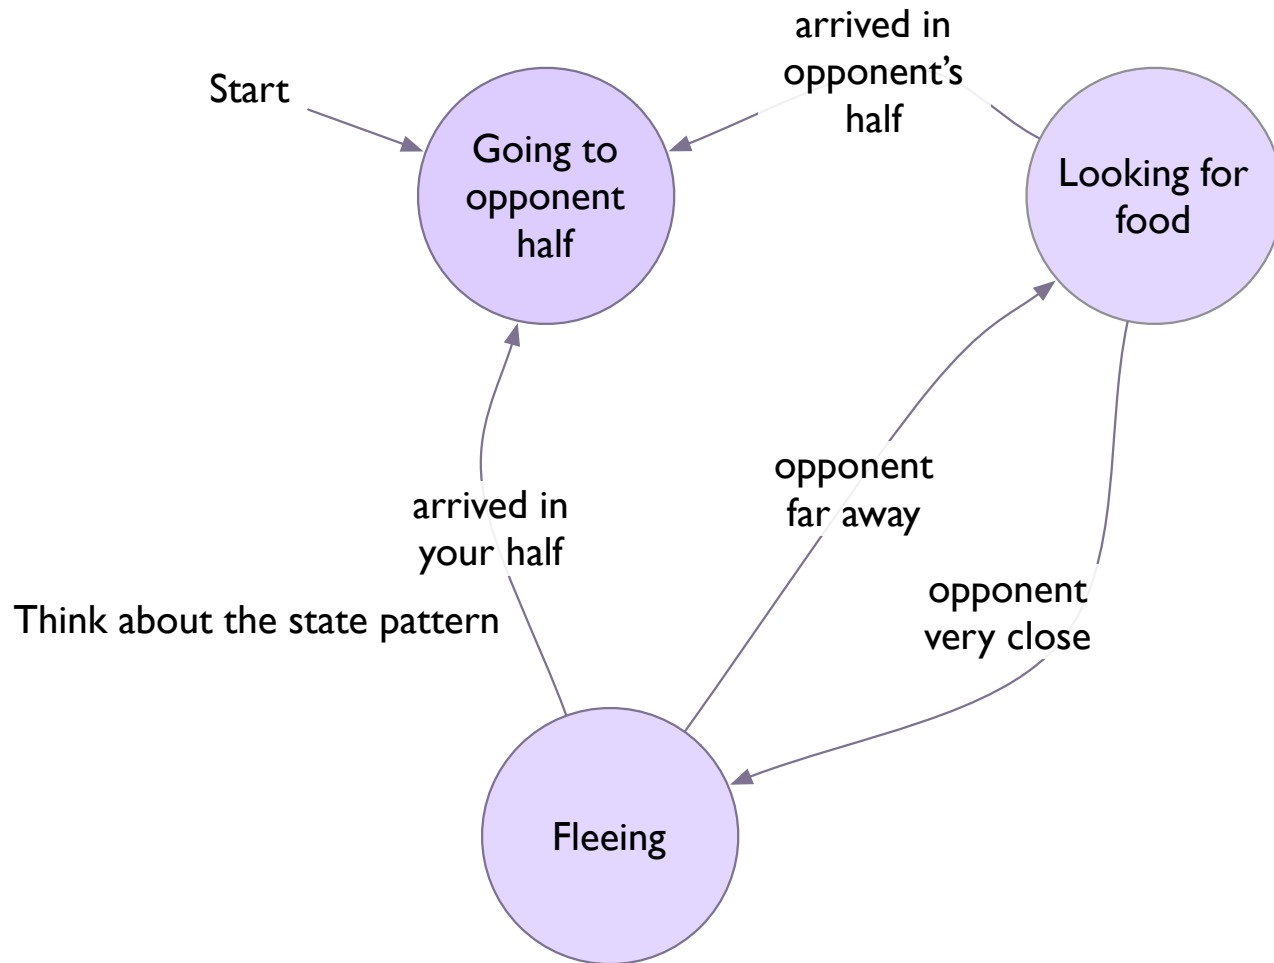 Start
Going to
opponent
half
arrived in
opponent’s
half
Looking for
food
arrived in
your half
opponent
far away
opponent
very close
Think about the state pattern
Fleeing